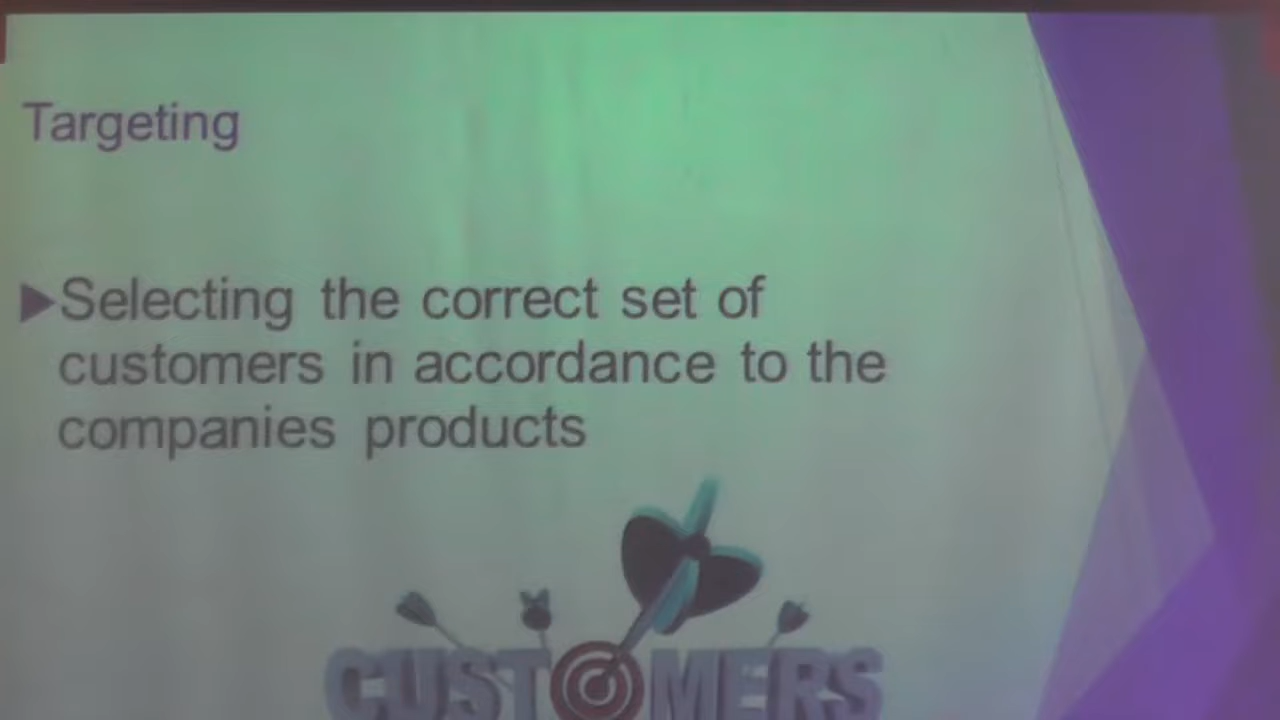 Targeting
Selecting the correct set of
customers in accordance to the
companies products
CUSTOMERS